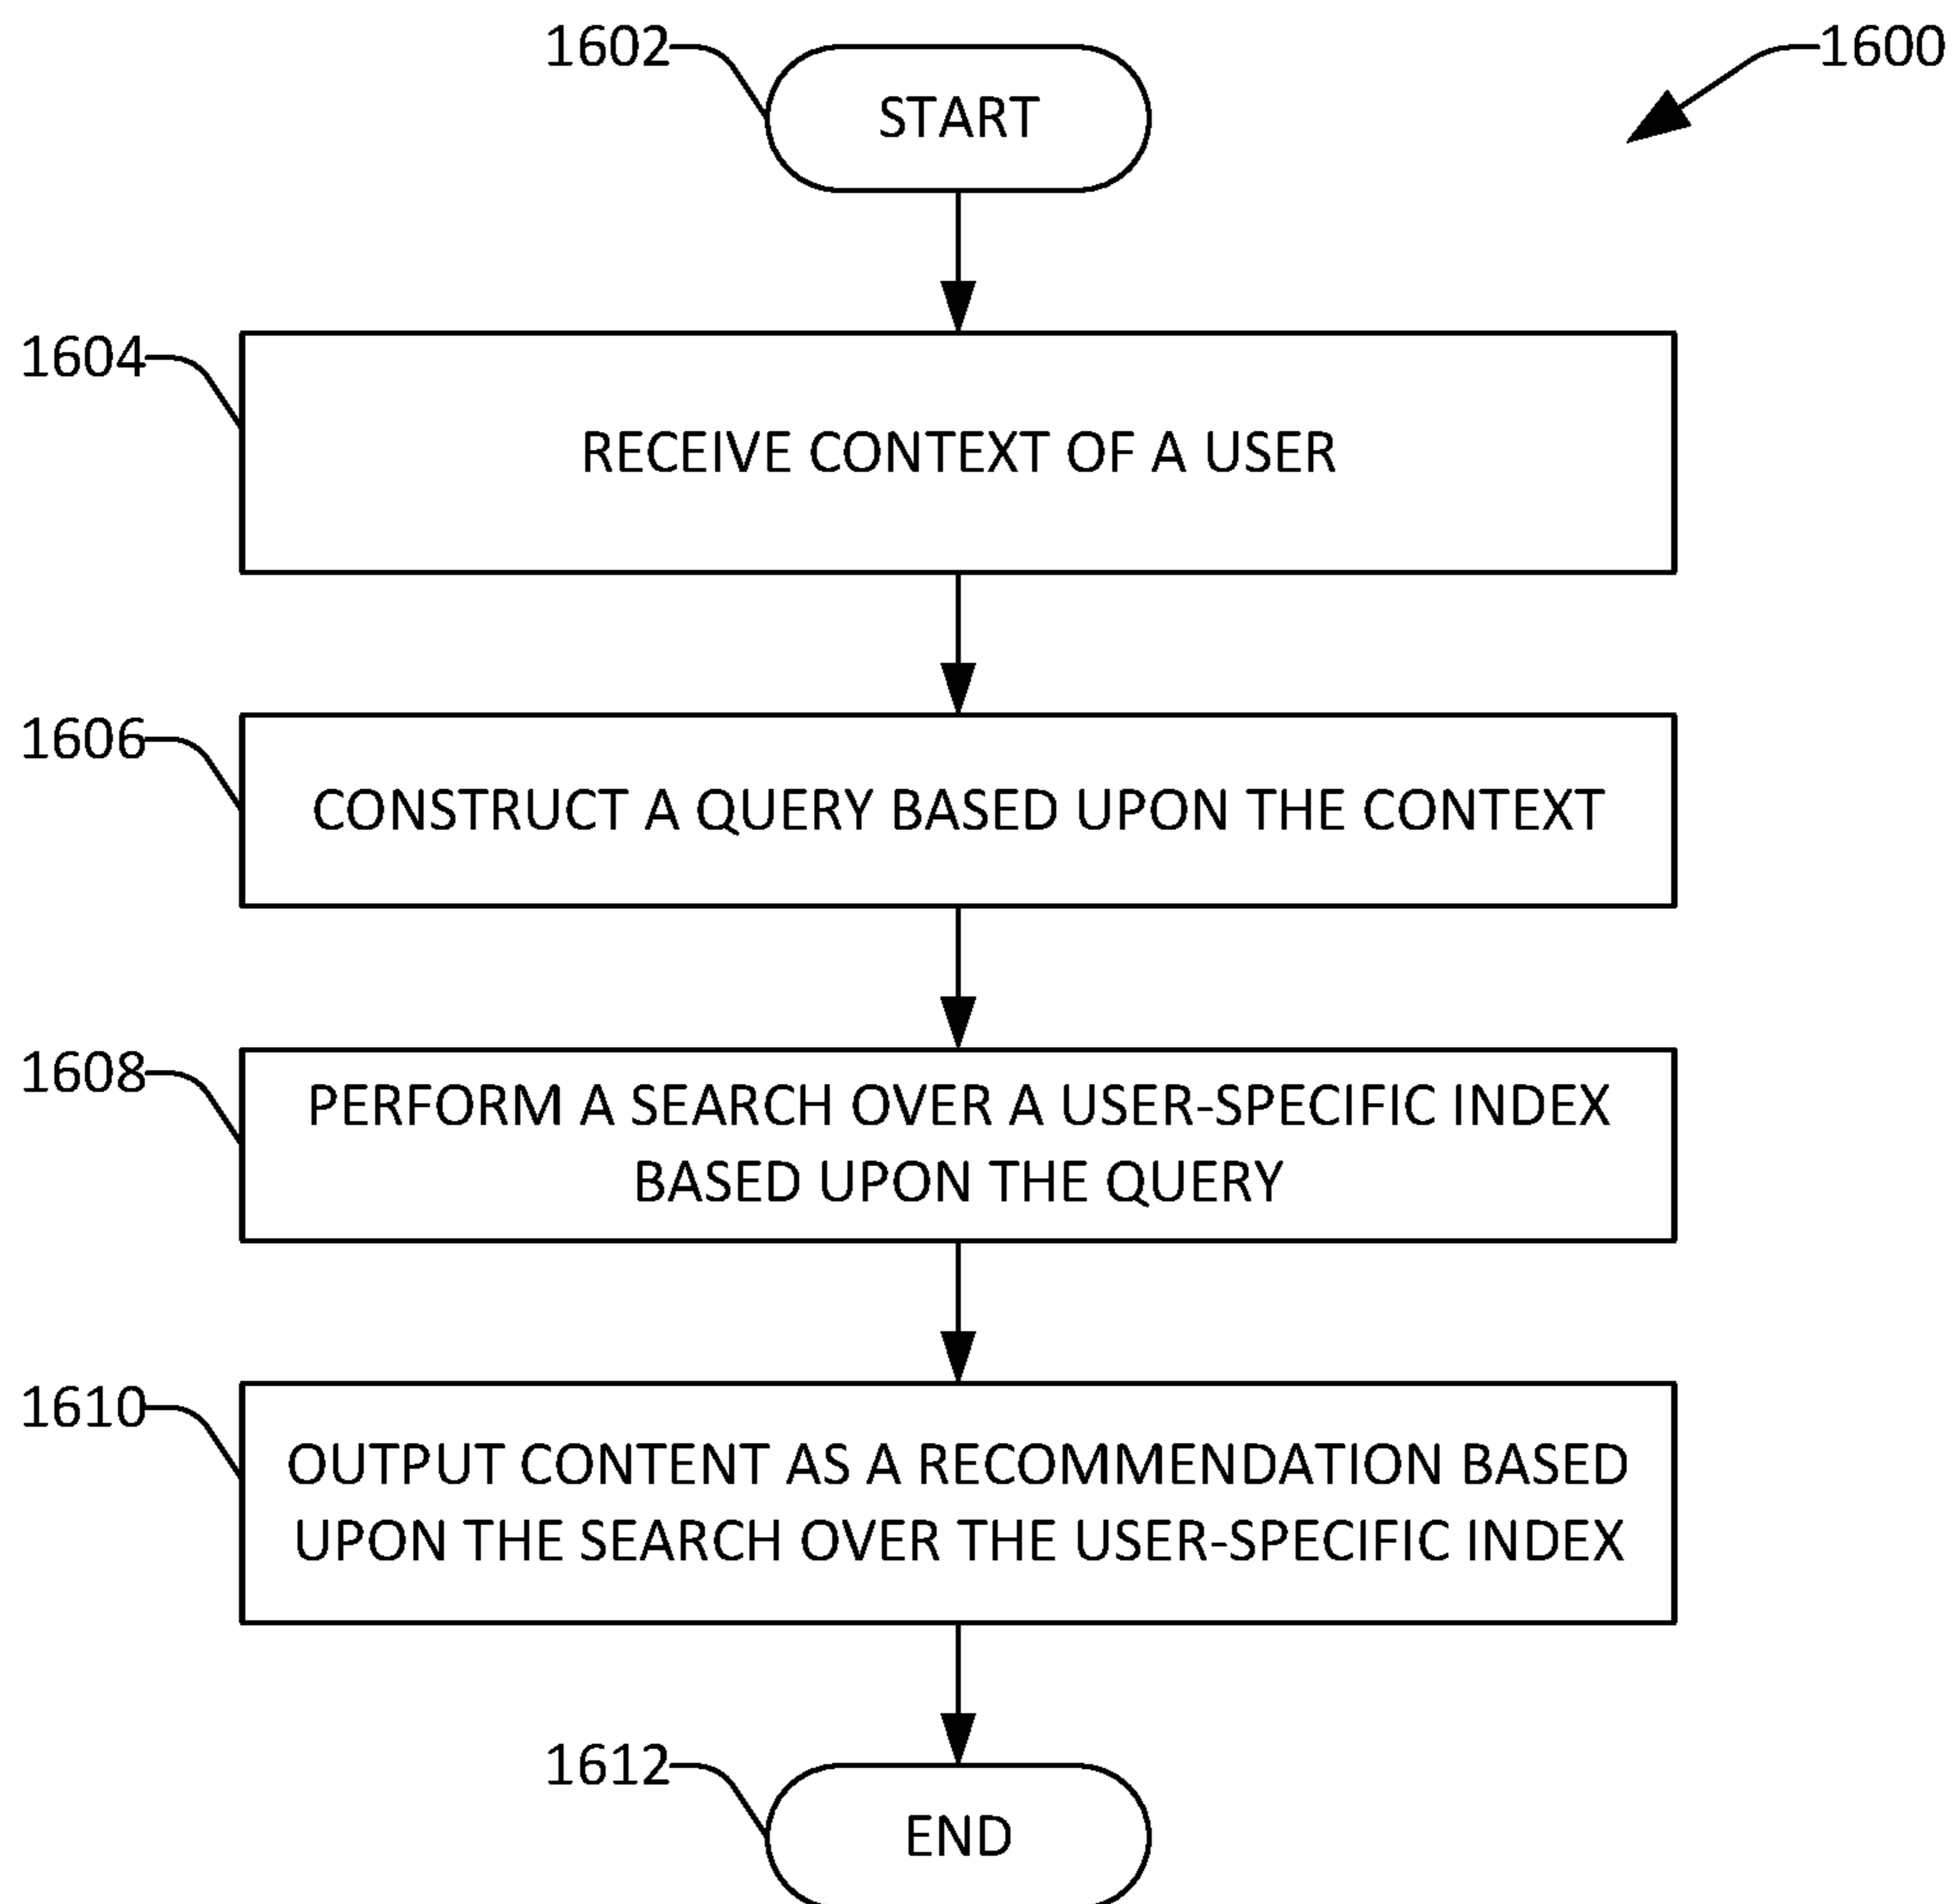 1602
1600
START
1604
RECEIVE CONTEXT OF A USER
1606
CONSTRUCT A QUERY BASED UPON THE CONTEXT
1608
PERFORM A SEARCH OVER A USER-SPECIFIC INDEX
BASED UPON THE QUERY
1610
OUTPUT CONTENT AS A RECOMMENDATION BASED
UPON THE SEARCH OVER THE USER-SPECIFIC INDEX
1612
END